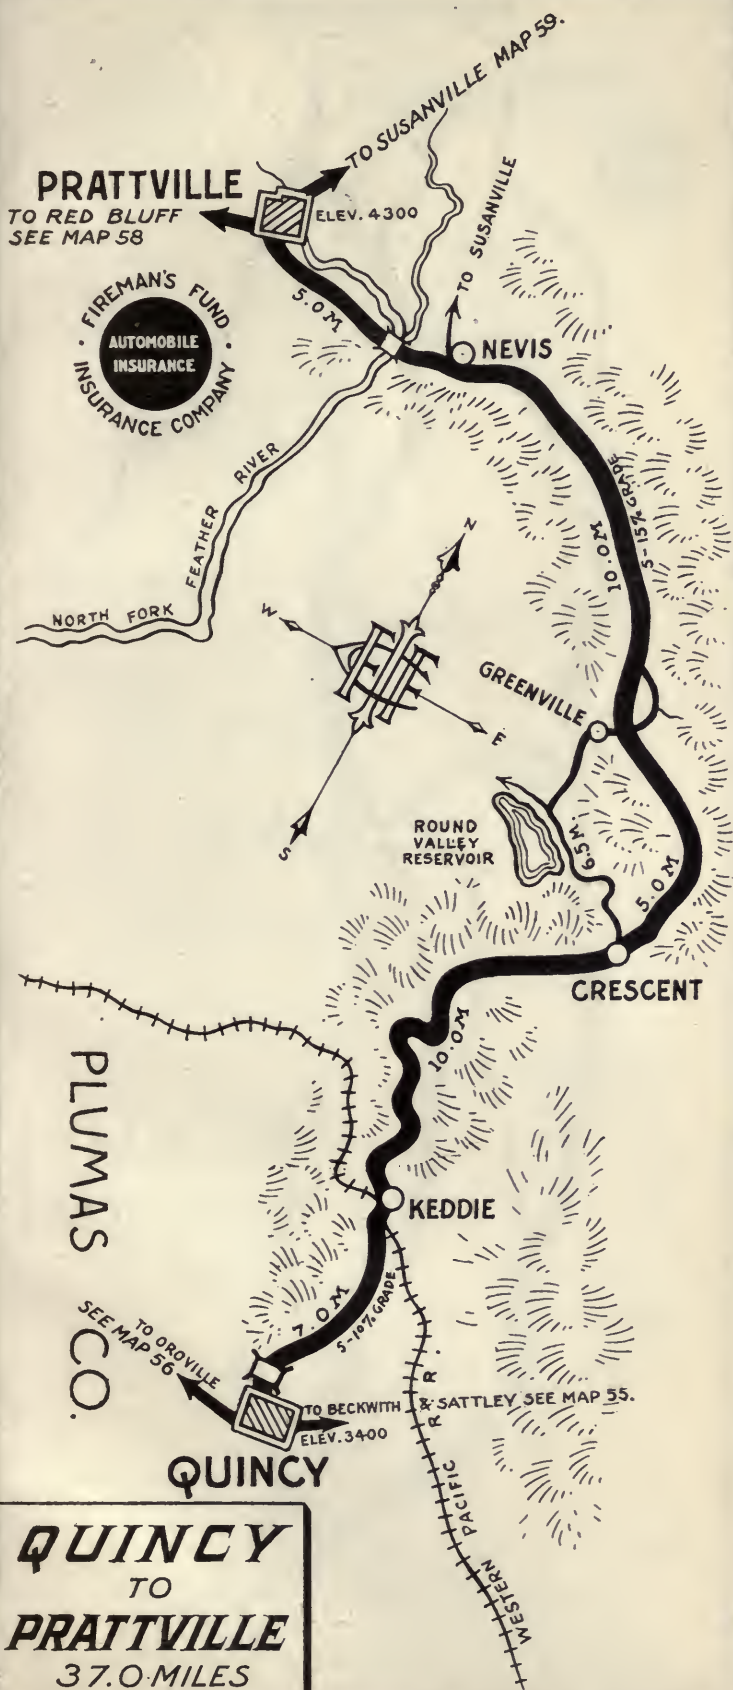 TO SUSANVILLE MAP 59.
PRATTVILLE
TO RED BLUFF
SEE MAP 58
ELEV. 4300
FIREMAN'S FUND
AUTOMOBILE
INSURANCE
INSURANCE COMPANY
5.0 M
TO SUSANVILLE
NEVIS
NORTH FORK FEATHER RIVER
10.0 M
5-15% GRADE
N
W
E
S
GREENVILLE
ROUND
VALLEY
RESERVOIR
6.5 M.
5.0 M
CRESCENT
10.0 M
KEDDIE
7.0 M
5-10% GRADE
PLUMAS CO.
TO OROVILLE
SEE MAP 56
TO BECKWITH & SATTLEY SEE MAP 55.
ELEV. 3400
QUINCY
WESTERN PACIFIC R. R.
QUINCY
TO
PRATTVILLE
37.0 MILES